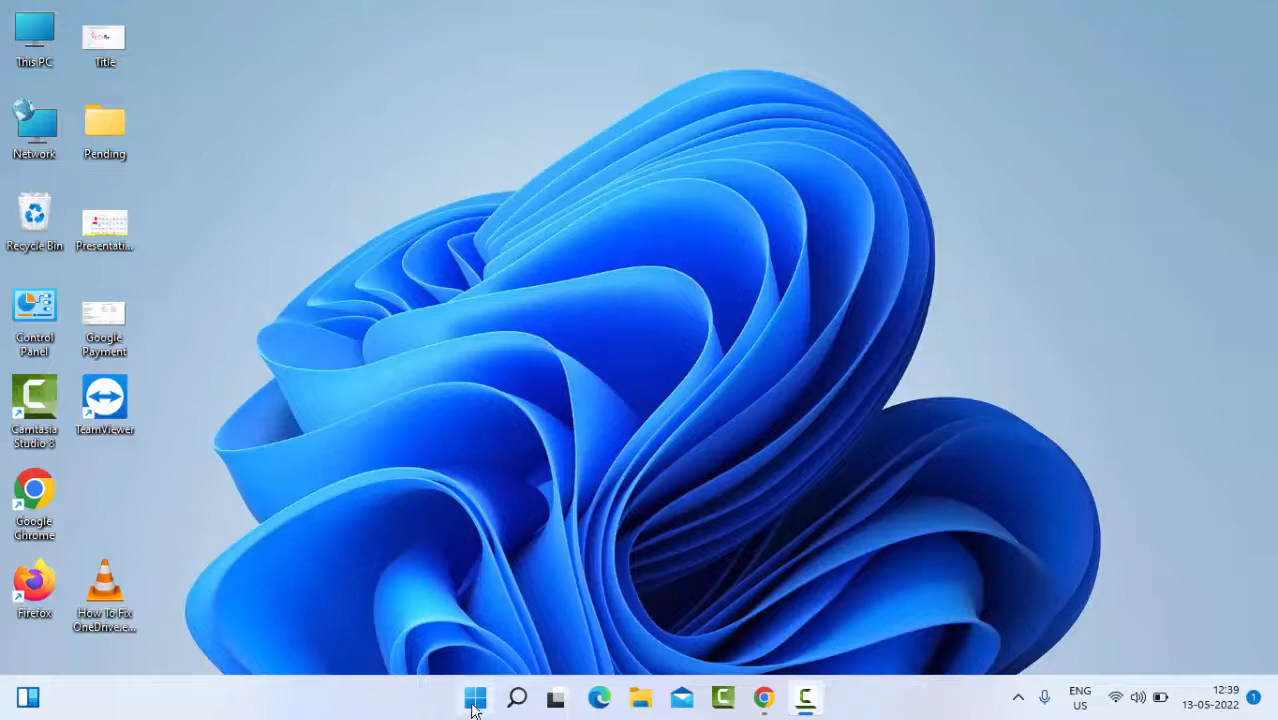 This PC
Title
Network
Pending
Recycle Bin
Presentati...
Control
Panel
Google
Payment
Camtasia
Studio 8
TeamViewer
Google
Chrome
Firefox
How To Fix
OneDrive.e...
ENG
US
12:39
13-05-2022
1